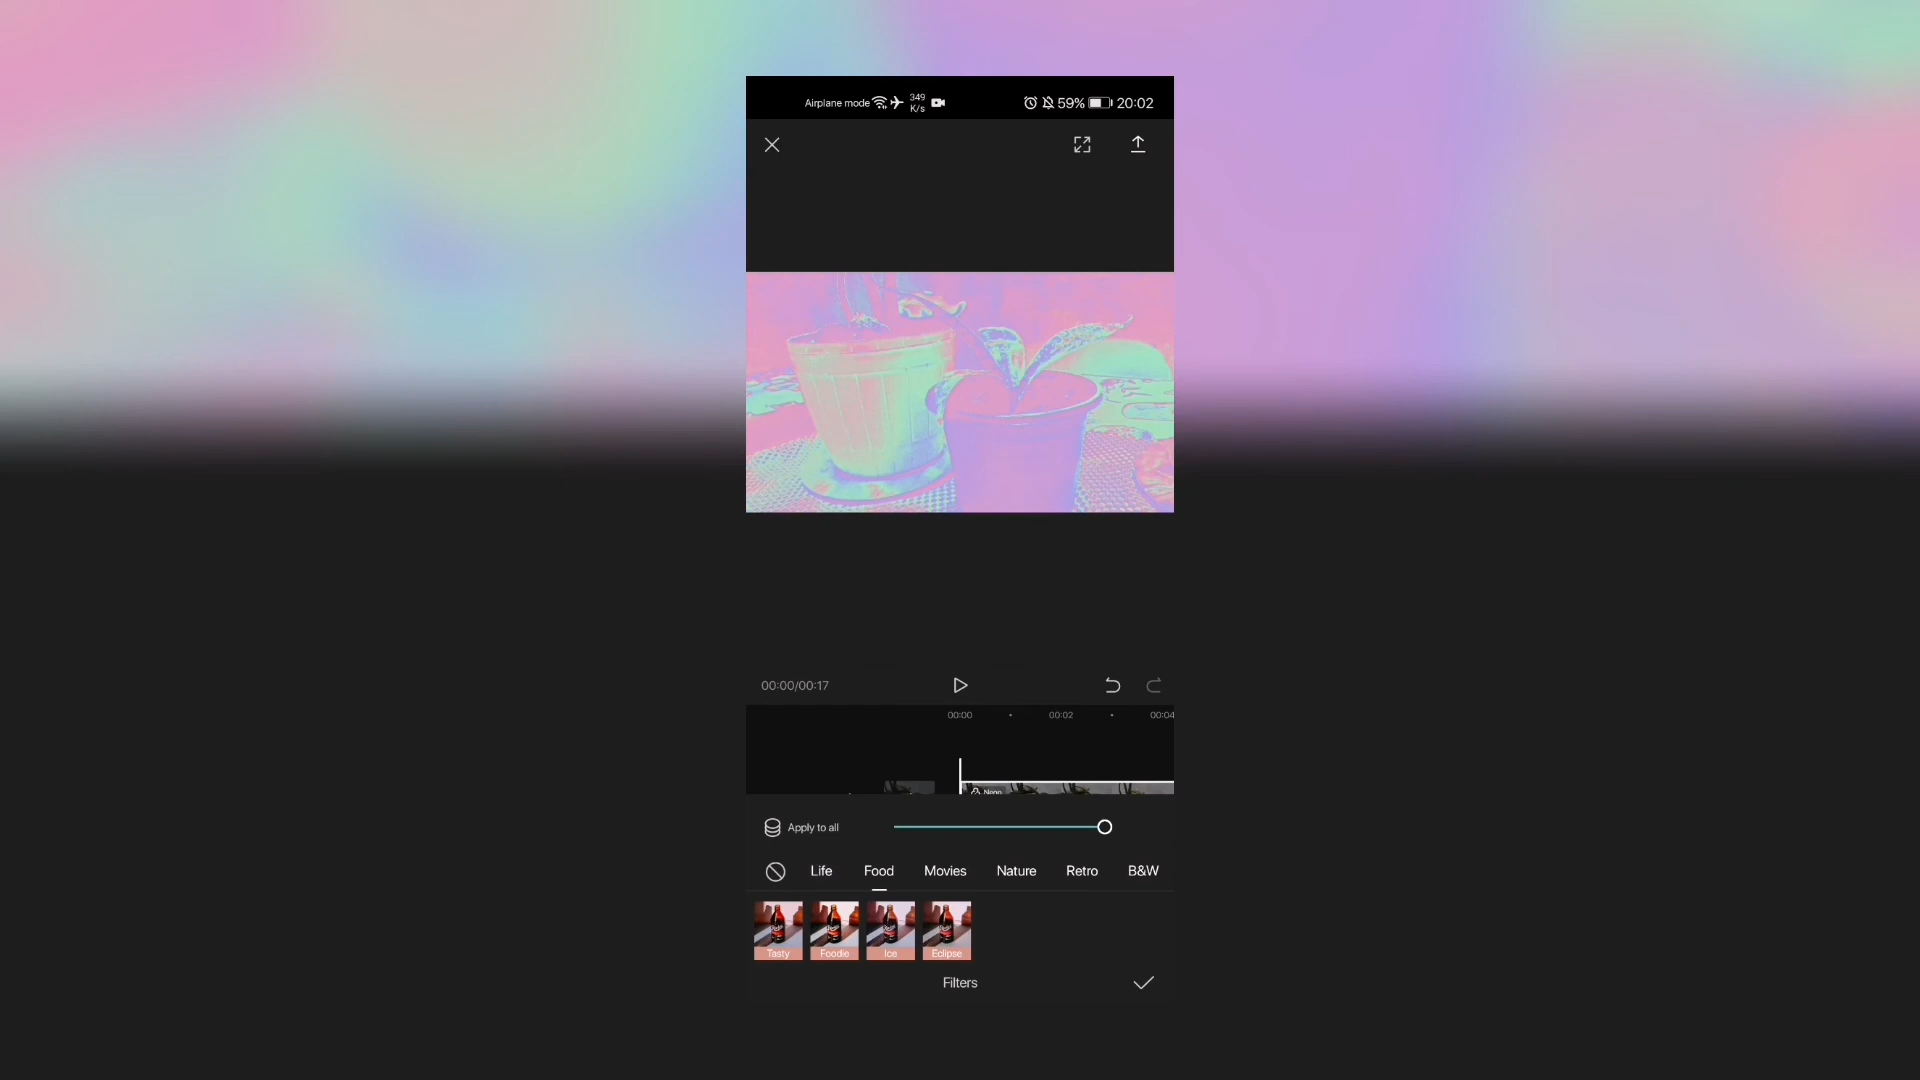 Airplane mode 349 K/s 59% 20:02
00:00/00:17
00:00 00:02 00:04
Neon
Apply to all
Life Food Movies Nature Retro B&W
Tasty Foodie Ice Eclipse
Filters